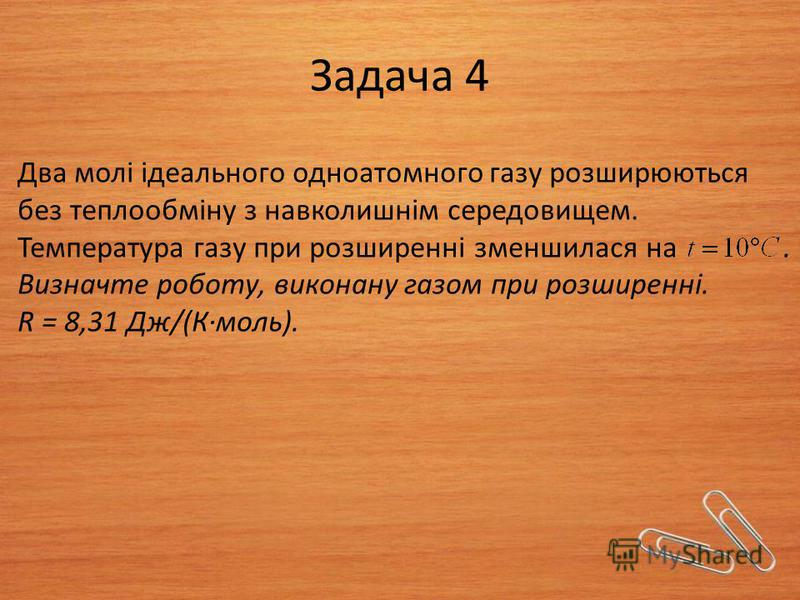 Задача 4
Два молі ідеального одноатомного газу розширюються
без теплообміну з навколишнім середовищем.
Температура газу при розширенні зменшилася на t = 10°C .
Визначте роботу, виконану газом при розширенні.
R = 8,31 Дж/(К·моль).
MyShared